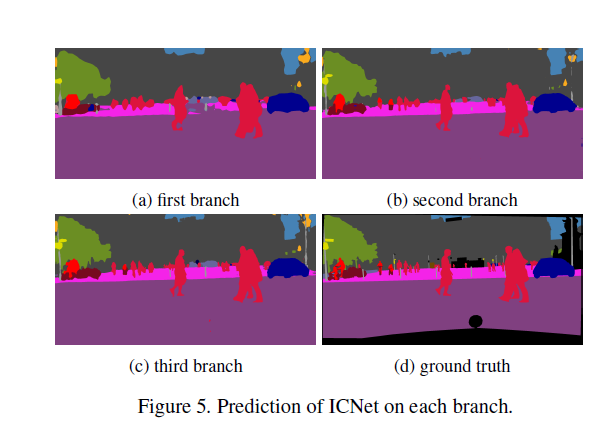 (a) first branch
(b) second branch
(c) third branch
(d) ground truth
Figure 5. Prediction of ICNet on each branch.